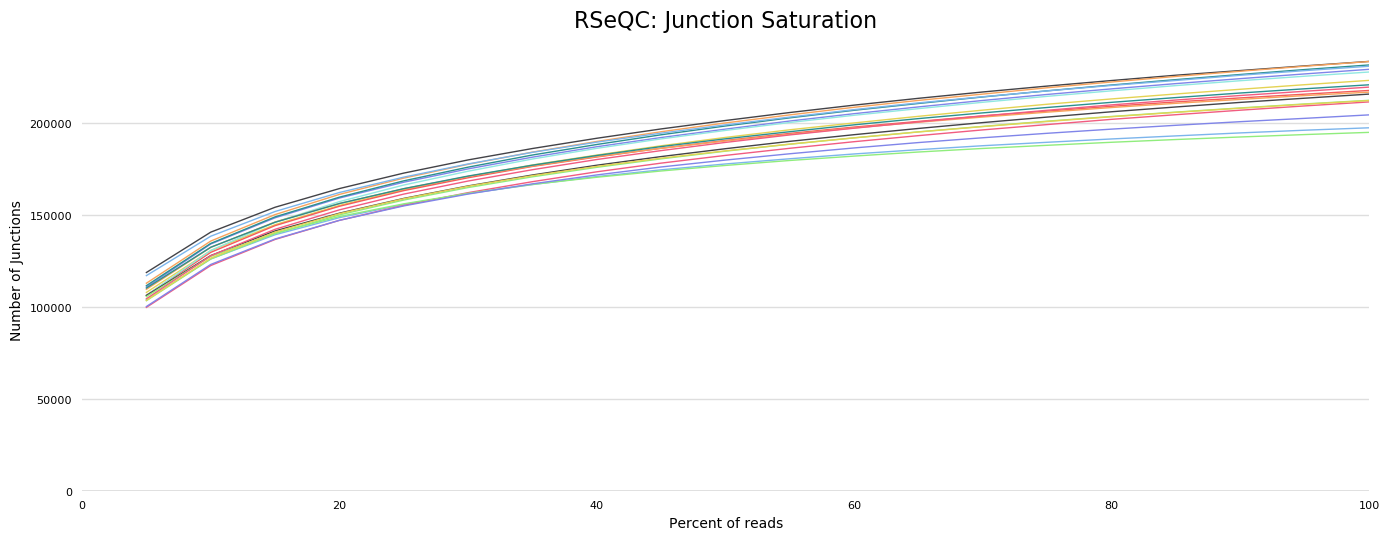 RSeQC: Junction Saturation
Number of Junctions
200000
150000
100000
50000
0
0 20 40 60 80 100
Percent of reads